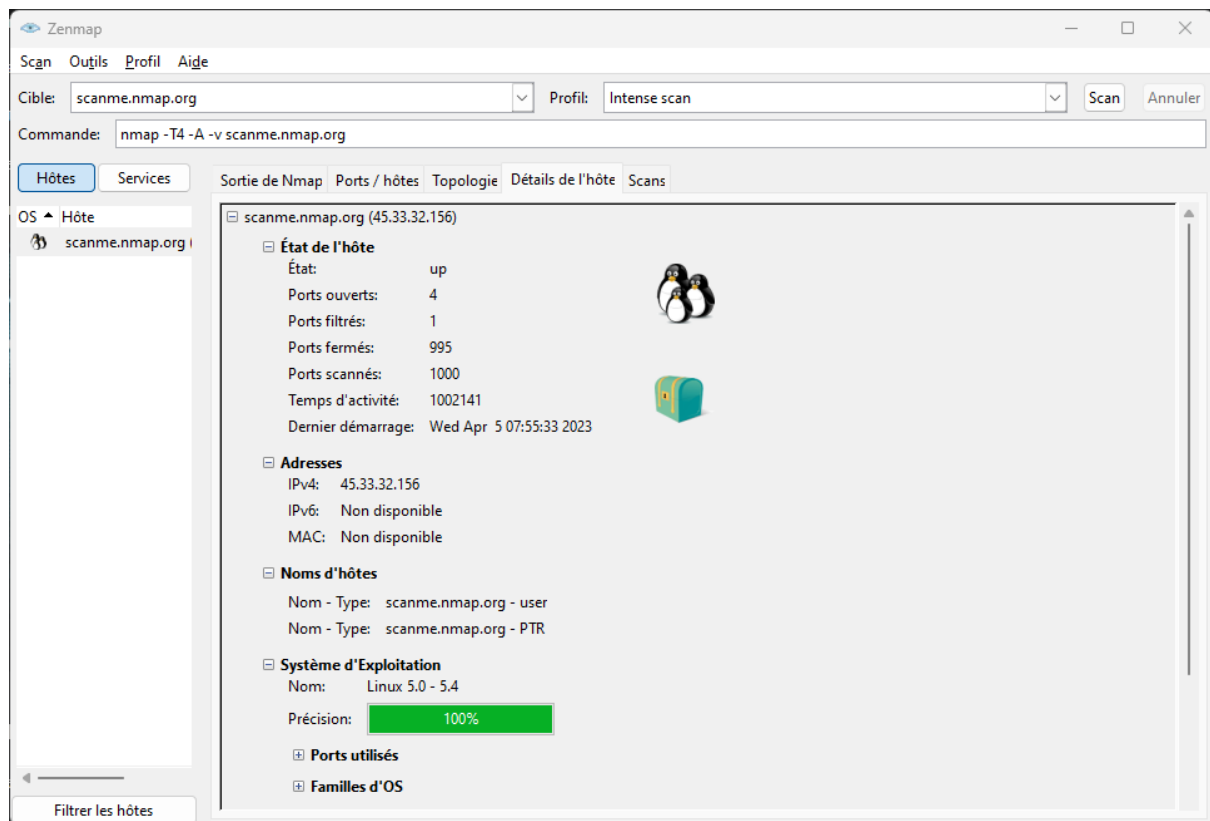 Zenmap
Scan Outils Profil Aide
Cible: scanme.nmap.org Profil: Intense scan Scan Annuler
Commande: nmap -T4 -A -v scanme.nmap.org
Hôtes Services
Sortie de Nmap Ports / hôtes Topologie Détails de l'hôte Scans
OS Hôte
scanme.nmap.org (
scanme.nmap.org (45.33.32.156)
État de l'hôte
État: up
Ports ouverts: 4
Ports filtrés: 1
Ports fermés: 995
Ports scannés: 1000
Temps d'activité: 1002141
Dernier démarrage: Wed Apr 5 07:55:33 2023
Adresses
IPv4: 45.33.32.156
IPv6: Non disponible
MAC: Non disponible
Noms d'hôtes
Nom - Type: scanme.nmap.org - user
Nom - Type: scanme.nmap.org - PTR
Système d'Exploitation
Nom: Linux 5.0 - 5.4
Précision: 100%
Ports utilisés
Familles d'OS
Filtrer les hôtes